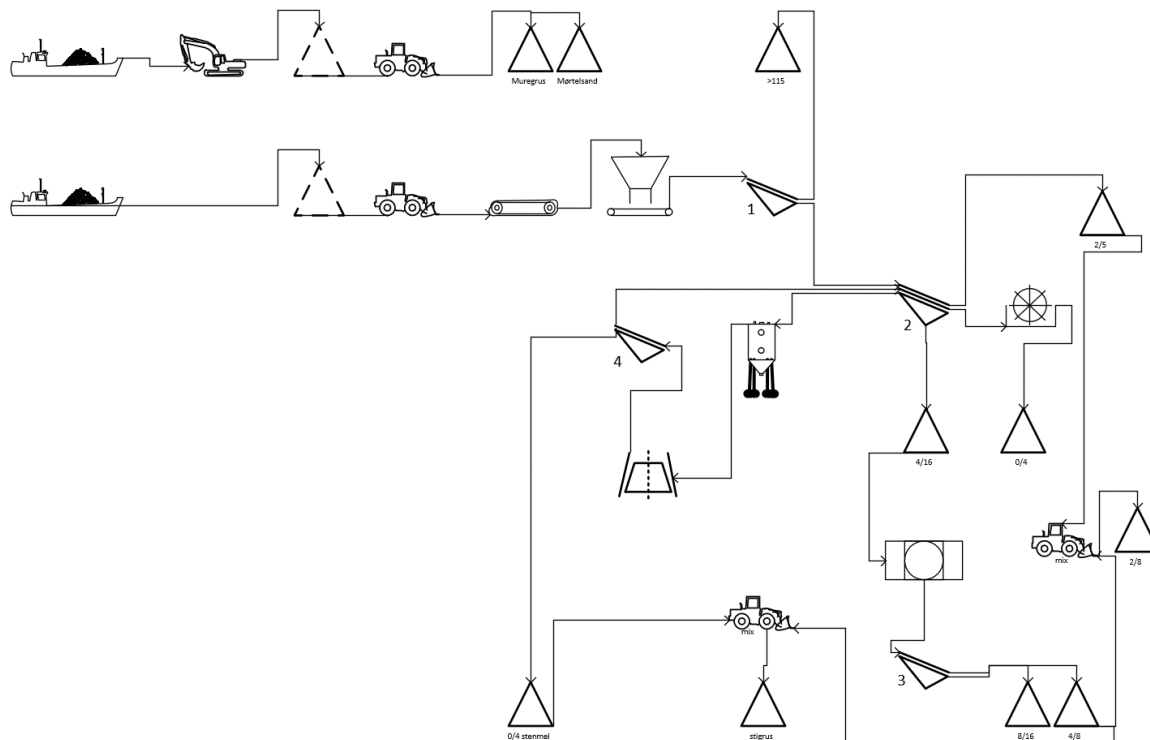 Muregrus
Mørtelsand
>115
1
2/5
2
4
4/16
0/4
mix
2/8
mix
3
0/4 stenmel
stigrus
8/16
4/8